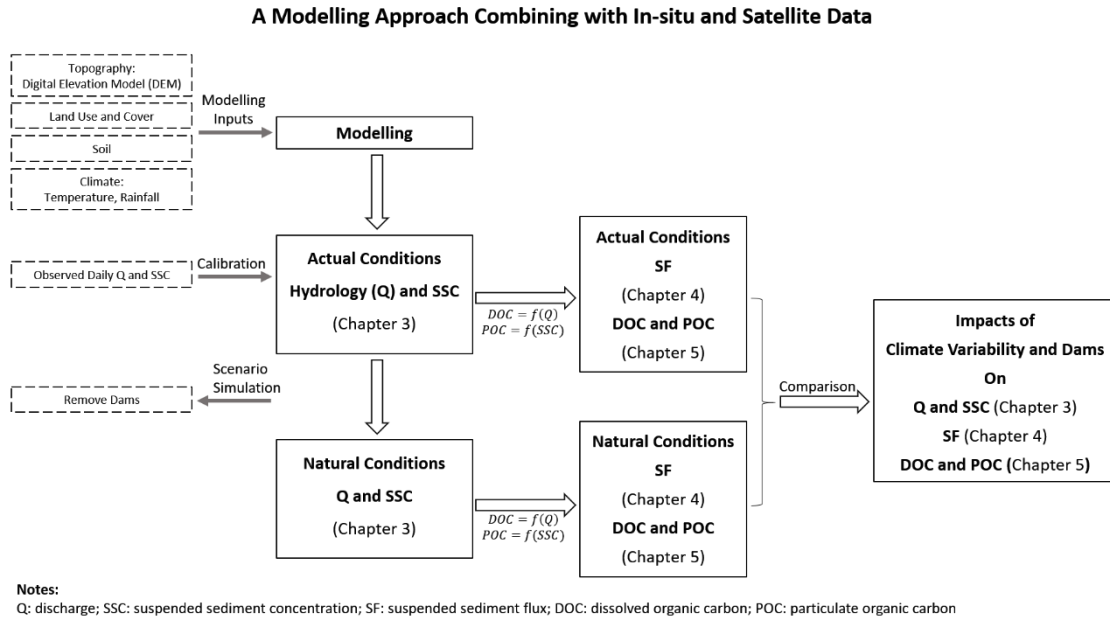 A Modelling Approach Combining with In-situ and Satellite Data
Topography:
Digital Elevation Model (DEM)
Land Use and Cover
Soil
Climate:
Temperature, Rainfall
Modelling
Inputs
Modelling
Observed Daily Q and SSC
Calibration
Actual Conditions
Hydrology (Q) and SSC
(Chapter 3)
DOC = f(Q)
POC = f(SSC)
Actual Conditions
SF
(Chapter 4)
DOC and POC
(Chapter 5)
Remove Dams
Scenario
Simulation
Natural Conditions
Q and SSC
(Chapter 3)
DOC = f(Q)
POC = f(SSC)
Natural Conditions
SF
(Chapter 4)
DOC and POC
(Chapter 5)
Comparison
Impacts of
Climate Variability and Dams
On
Q and SSC (Chapter 3)
SF (Chapter 4)
DOC and POC (Chapter 5)
Notes:
Q: discharge; SSC: suspended sediment concentration; SF: suspended sediment flux; DOC: dissolved organic carbon; POC: particulate organic carbon